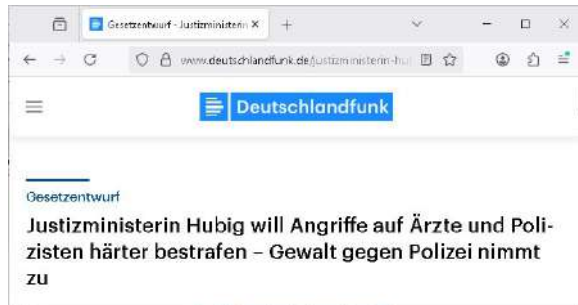 Gesetzentwurf - Justizministerin
www.deutschlandfunk.de/justizministerin-hu
Deutschlandfunk
Gesetzentwurf
Justizministerin Hubig will Angriffe auf Ärzte und Poli-
zisten härter bestrafen – Gewalt gegen Polizei nimmt
zu